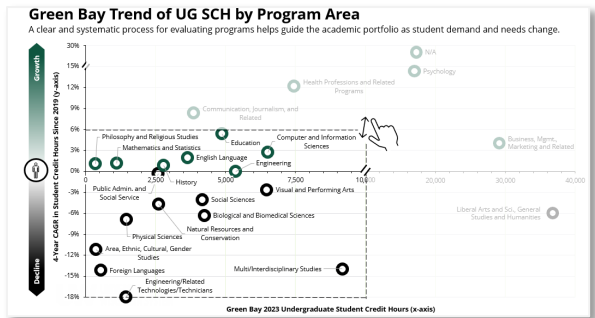 Green Bay Trend of UG SCH by Program Area
A clear and systematic process for evaluating programs helps guide the academic portfolio as student demand and needs change.
Growth
Decline
4-Year CAGR in Student Credit Hours Since 2019 (y-axis)
30%
15%
12%
9%
6%
3%
0%
-3%
-6%
-9%
-12%
-15%
-18%
N/A
Psychology
Health Professions and Related
Programs
Communication, Journalism, and
Related
Business, Mgmt.,
Marketing and Related
Liberal Arts and Sci., General
Studies and Humanities
Philosophy and Religious Studies
Mathematics and Statistics
Education
Computer and Information
Sciences
English Language
Engineering
History
0
2,500
5,000
7,500
20,000
30,000
40,000
Public Admin. and
Social Service
Visual and Performing Arts
Social Sciences
Biological and Biomedical Sciences
Natural Resources and
Conservation
Physical Sciences
Area, Ethnic, Cultural, Gender
Studies
Foreign Languages
Multi/Interdisciplinary Studies
Engineering/Related
Technologies/Technicians
Green Bay 2023 Undergraduate Student Credit Hours (x-axis)